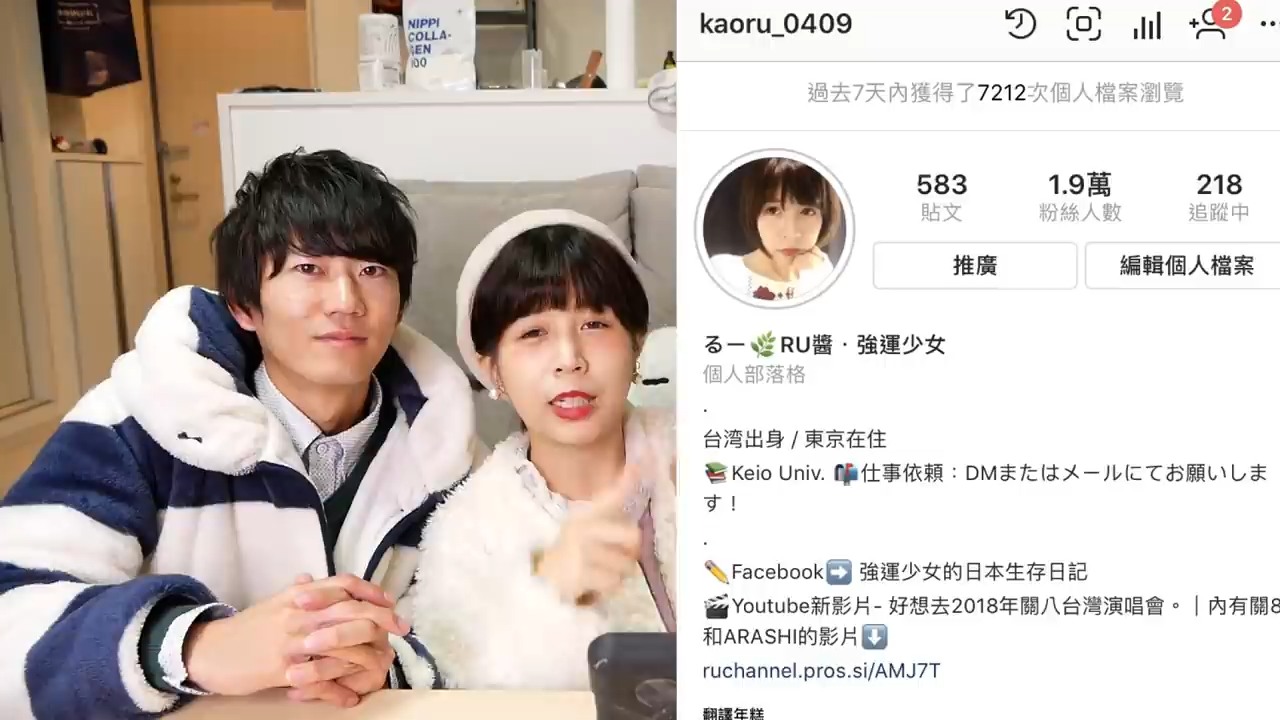 NIPPI
COLLA-
GEN
100
kaoru_0409
2
過去7天內獲得了7212次個人檔案瀏覽
583
1.9萬
218
貼文
粉絲人數
追蹤中
推廣
編輯個人檔案
るー🌿RU醬 · 強運少女
個人部落格
.
台湾出身 / 東京在住
📚Keio Univ. 📬仕事依頼：DMまたはメールにてお願いしま
す！
.
✏️Facebook➡️ 強運少女的日本生存日記
🎬Youtube新影片- 好想去2018年關八台灣演唱會。｜內有關8
和ARASHI的影片⬇️
ruchannel.pros.si/AMJ7T
翻譯年糕